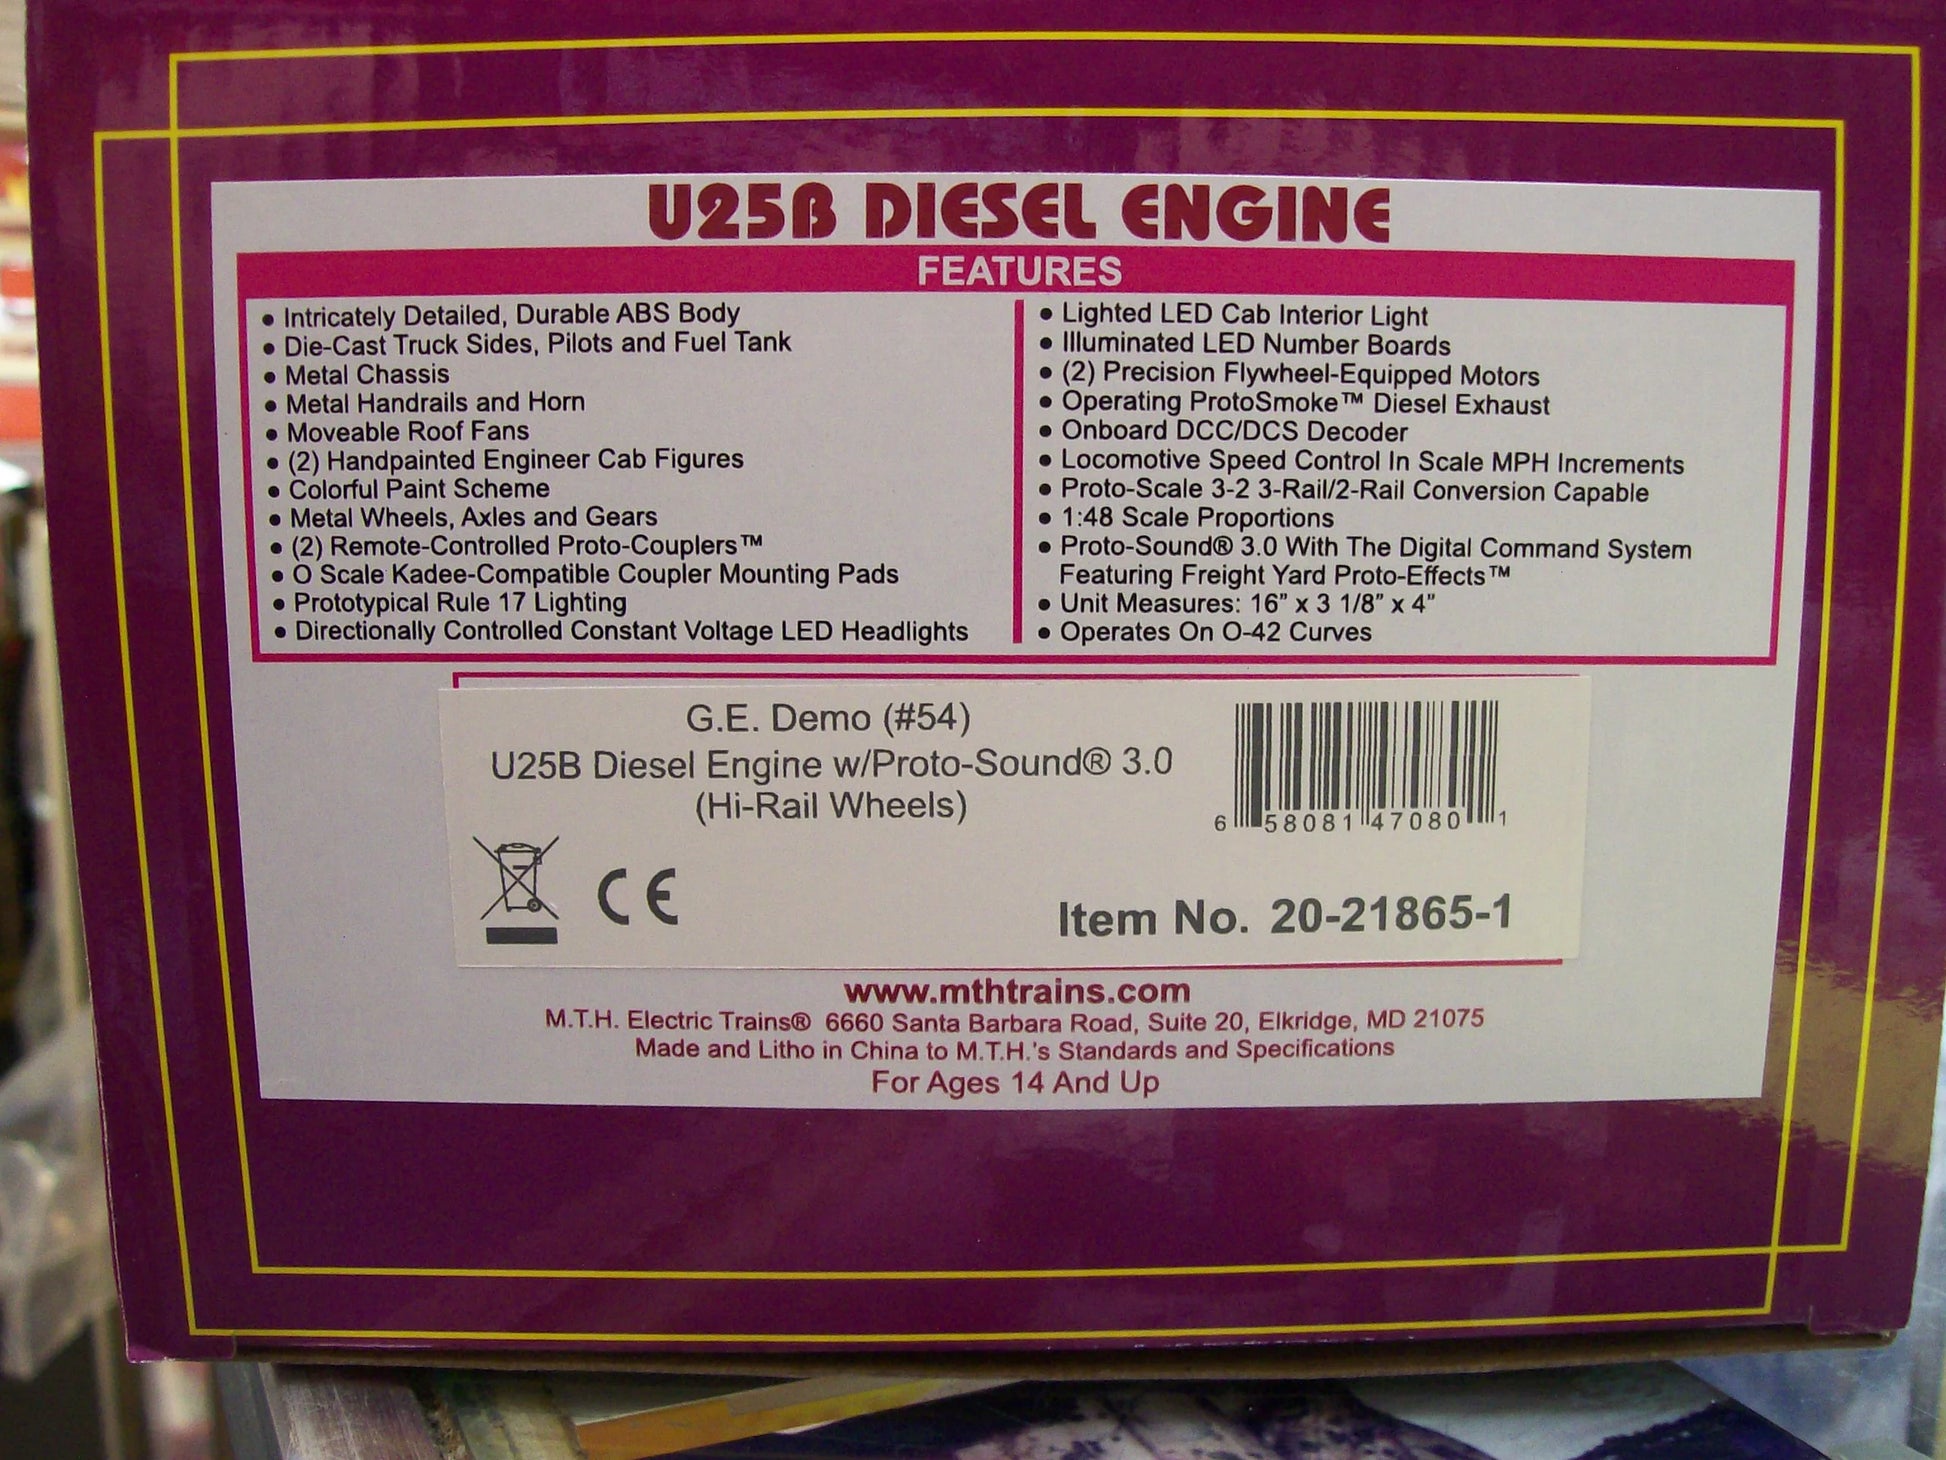 U25B DIESEL ENGINE
FEATURES
• Intricately Detailed, Durable ABS Body
• Die-Cast Truck Sides, Pilots and Fuel Tank
• Metal Chassis
• Metal Handrails and Horn
• Moveable Roof Fans
• (2) Handpainted Engineer Cab Figures
• Colorful Paint Scheme
• Metal Wheels, Axles and Gears
• (2) Remote-Controlled Proto-Couplers™
• O Scale Kadee-Compatible Coupler Mounting Pads
• Prototypical Rule 17 Lighting
• Directionally Controlled Constant Voltage LED Headlights
• Lighted LED Cab Interior Light
• Illuminated LED Number Boards
• (2) Precision Flywheel-Equipped Motors
• Operating ProtoSmoke™ Diesel Exhaust
• Onboard DCC/DCS Decoder
• Locomotive Speed Control In Scale MPH Increments
• Proto-Scale 3-2 3-Rail/2-Rail Conversion Capable
• 1:48 Scale Proportions
• Proto-Sound® 3.0 With The Digital Command System
Featuring Freight Yard Proto-Effects™
• Unit Measures: 16” x 3 1/8” x 4”
• Operates On O-42 Curves
G.E. Demo (#54)
U25B Diesel Engine w/Proto-Sound® 3.0
(Hi-Rail Wheels)
6 58081 47080 1
CE
Item No. 20-21865-1
www.mthtrains.com
M.T.H. Electric Trains® 6660 Santa Barbara Road, Suite 20, Elkridge, MD 21075
Made and Litho in China to M.T.H.'s Standards and Specifications
For Ages 14 And Up